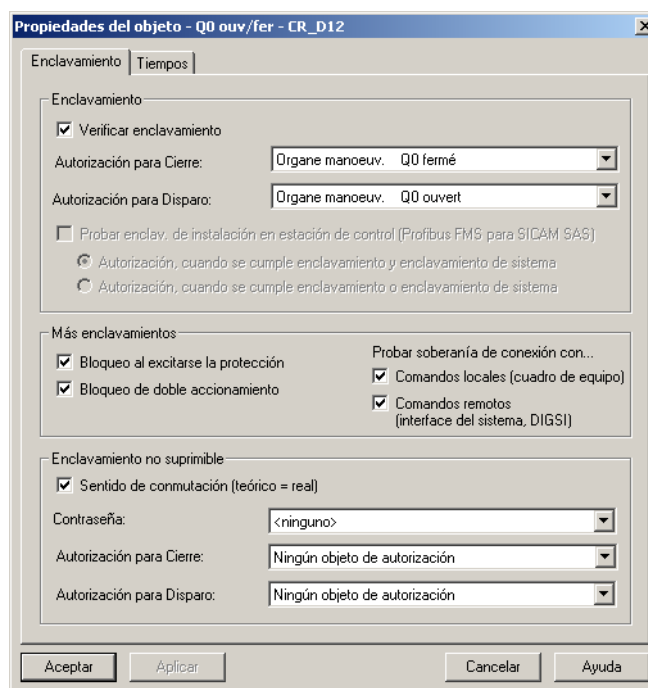 Propiedades del objeto - Q0 ouv/fer - CR_D12
Enclavamiento
Tiempos
Enclavamiento
Verificar enclavamiento
Autorización para Cierre:
Organe manoeuv. Q0 fermé
Autorización para Disparo:
Organe manoeuv. Q0 ouvert
Probar enclav. de instalación en estación de control (Profibus FMS para SICAM SAS)
Autorización, cuando se cumple enclavamiento y enclavamiento de sistema
Autorización, cuando se cumple enclavamiento o enclavamiento de sistema
Más enclavamientos
Bloqueo al excitarse la protección
Bloqueo de doble accionamiento
Probar soberanía de conexión con...
Comandos locales (cuadro de equipo)
Comandos remotos
(interface del sistema, DIGSI)
Enclavamiento no suprimible
Sentido de conmutación (teórico = real)
Contraseña:
<ninguno>
Autorización para Cierre:
Ningún objeto de autorización
Autorización para Disparo:
Ningún objeto de autorización
Aceptar
Aplicar
Cancelar
Ayuda